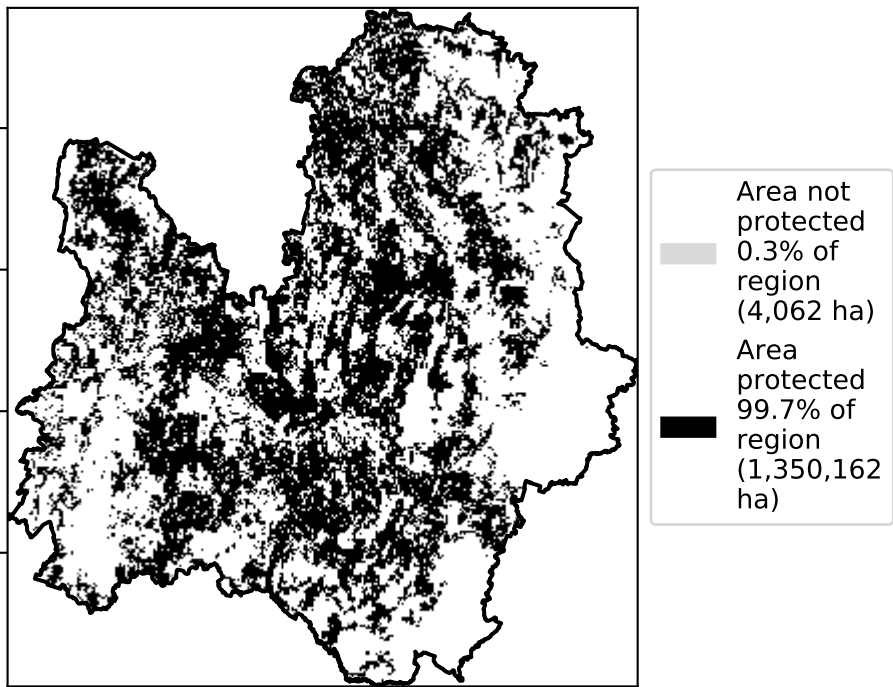 Area not
protected
0.3% of
region
(4,062 ha)
Area
protected
99.7% of
region
(1,350,162
ha)